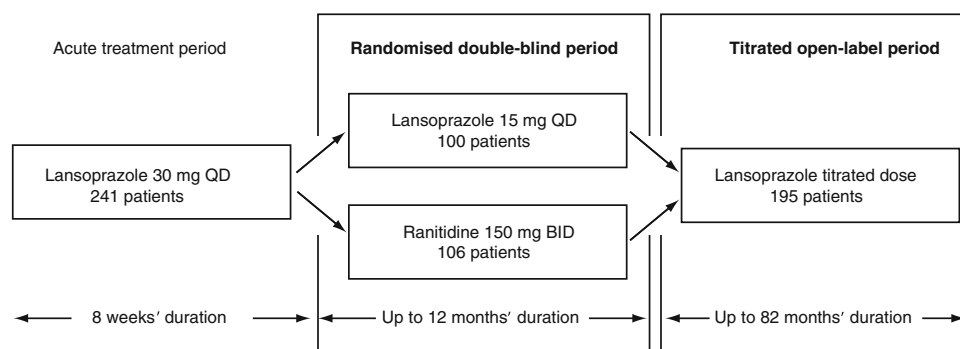 Acute treatment period
Randomised double-blind period
Titrated open-label period
Lansoprazole 30 mg QD
241 patients
Lansoprazole 15 mg QD
100 patients
Ranitidine 150 mg BID
106 patients
Lansoprazole titrated dose
195 patients
8 weeks′ duration
Up to 12 months′ duration
Up to 82 months′ duration